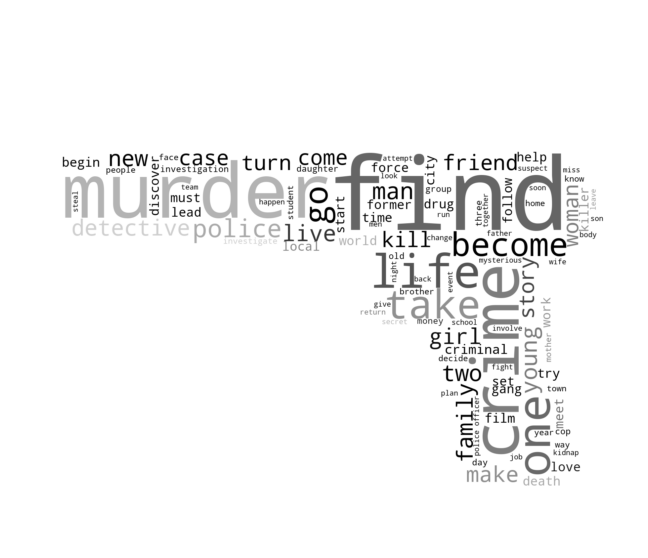 begin
people
new
face
case
investigation
turn
come
daughter
attempt
force
look
city
friend
help
suspect
miss
know
murder
find
steal
discover
team
must
lead
happen
student
go
start
man
former
time
men
drug
group
run
follow
three
together
soon
home
woman
killer
leave
son
body
detective
police
investigate
live
local
world
kill
change
father
become
old
night
life
back
event
mysterious
wife
brother
take
give
return
secret
money
school
crime
young
story
work
mother
involve
girl
criminal
decide
two
fight
set
gang
try
town
plan
family
police officer
film
one
meet
year
cop
way
kidnap
day
job
love
make
death